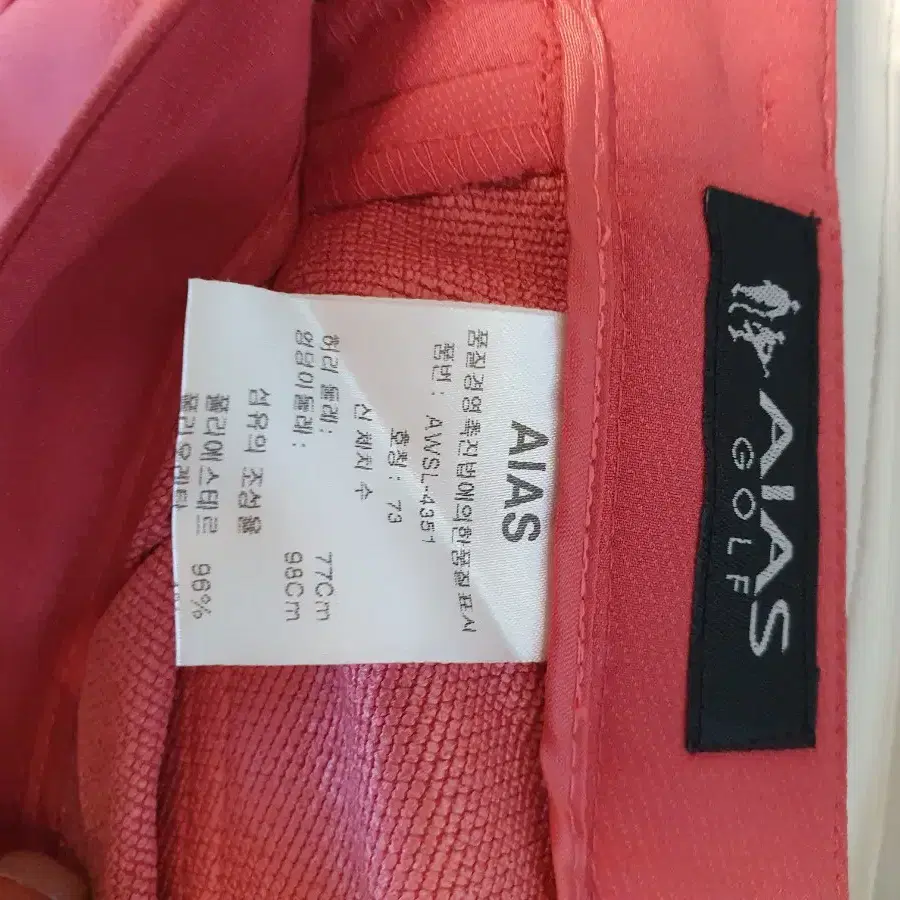 AIAS
GOLF
AIAS
품질경영촉진법에의한품질표시
품번 : AWSL-4351
호칭 : 73
신 체 치 수
허리 둘레 : 77Cm
엉덩이둘레 : 98Cm
섬유의 조성율
폴리에스테르 96%
폴리우레탄